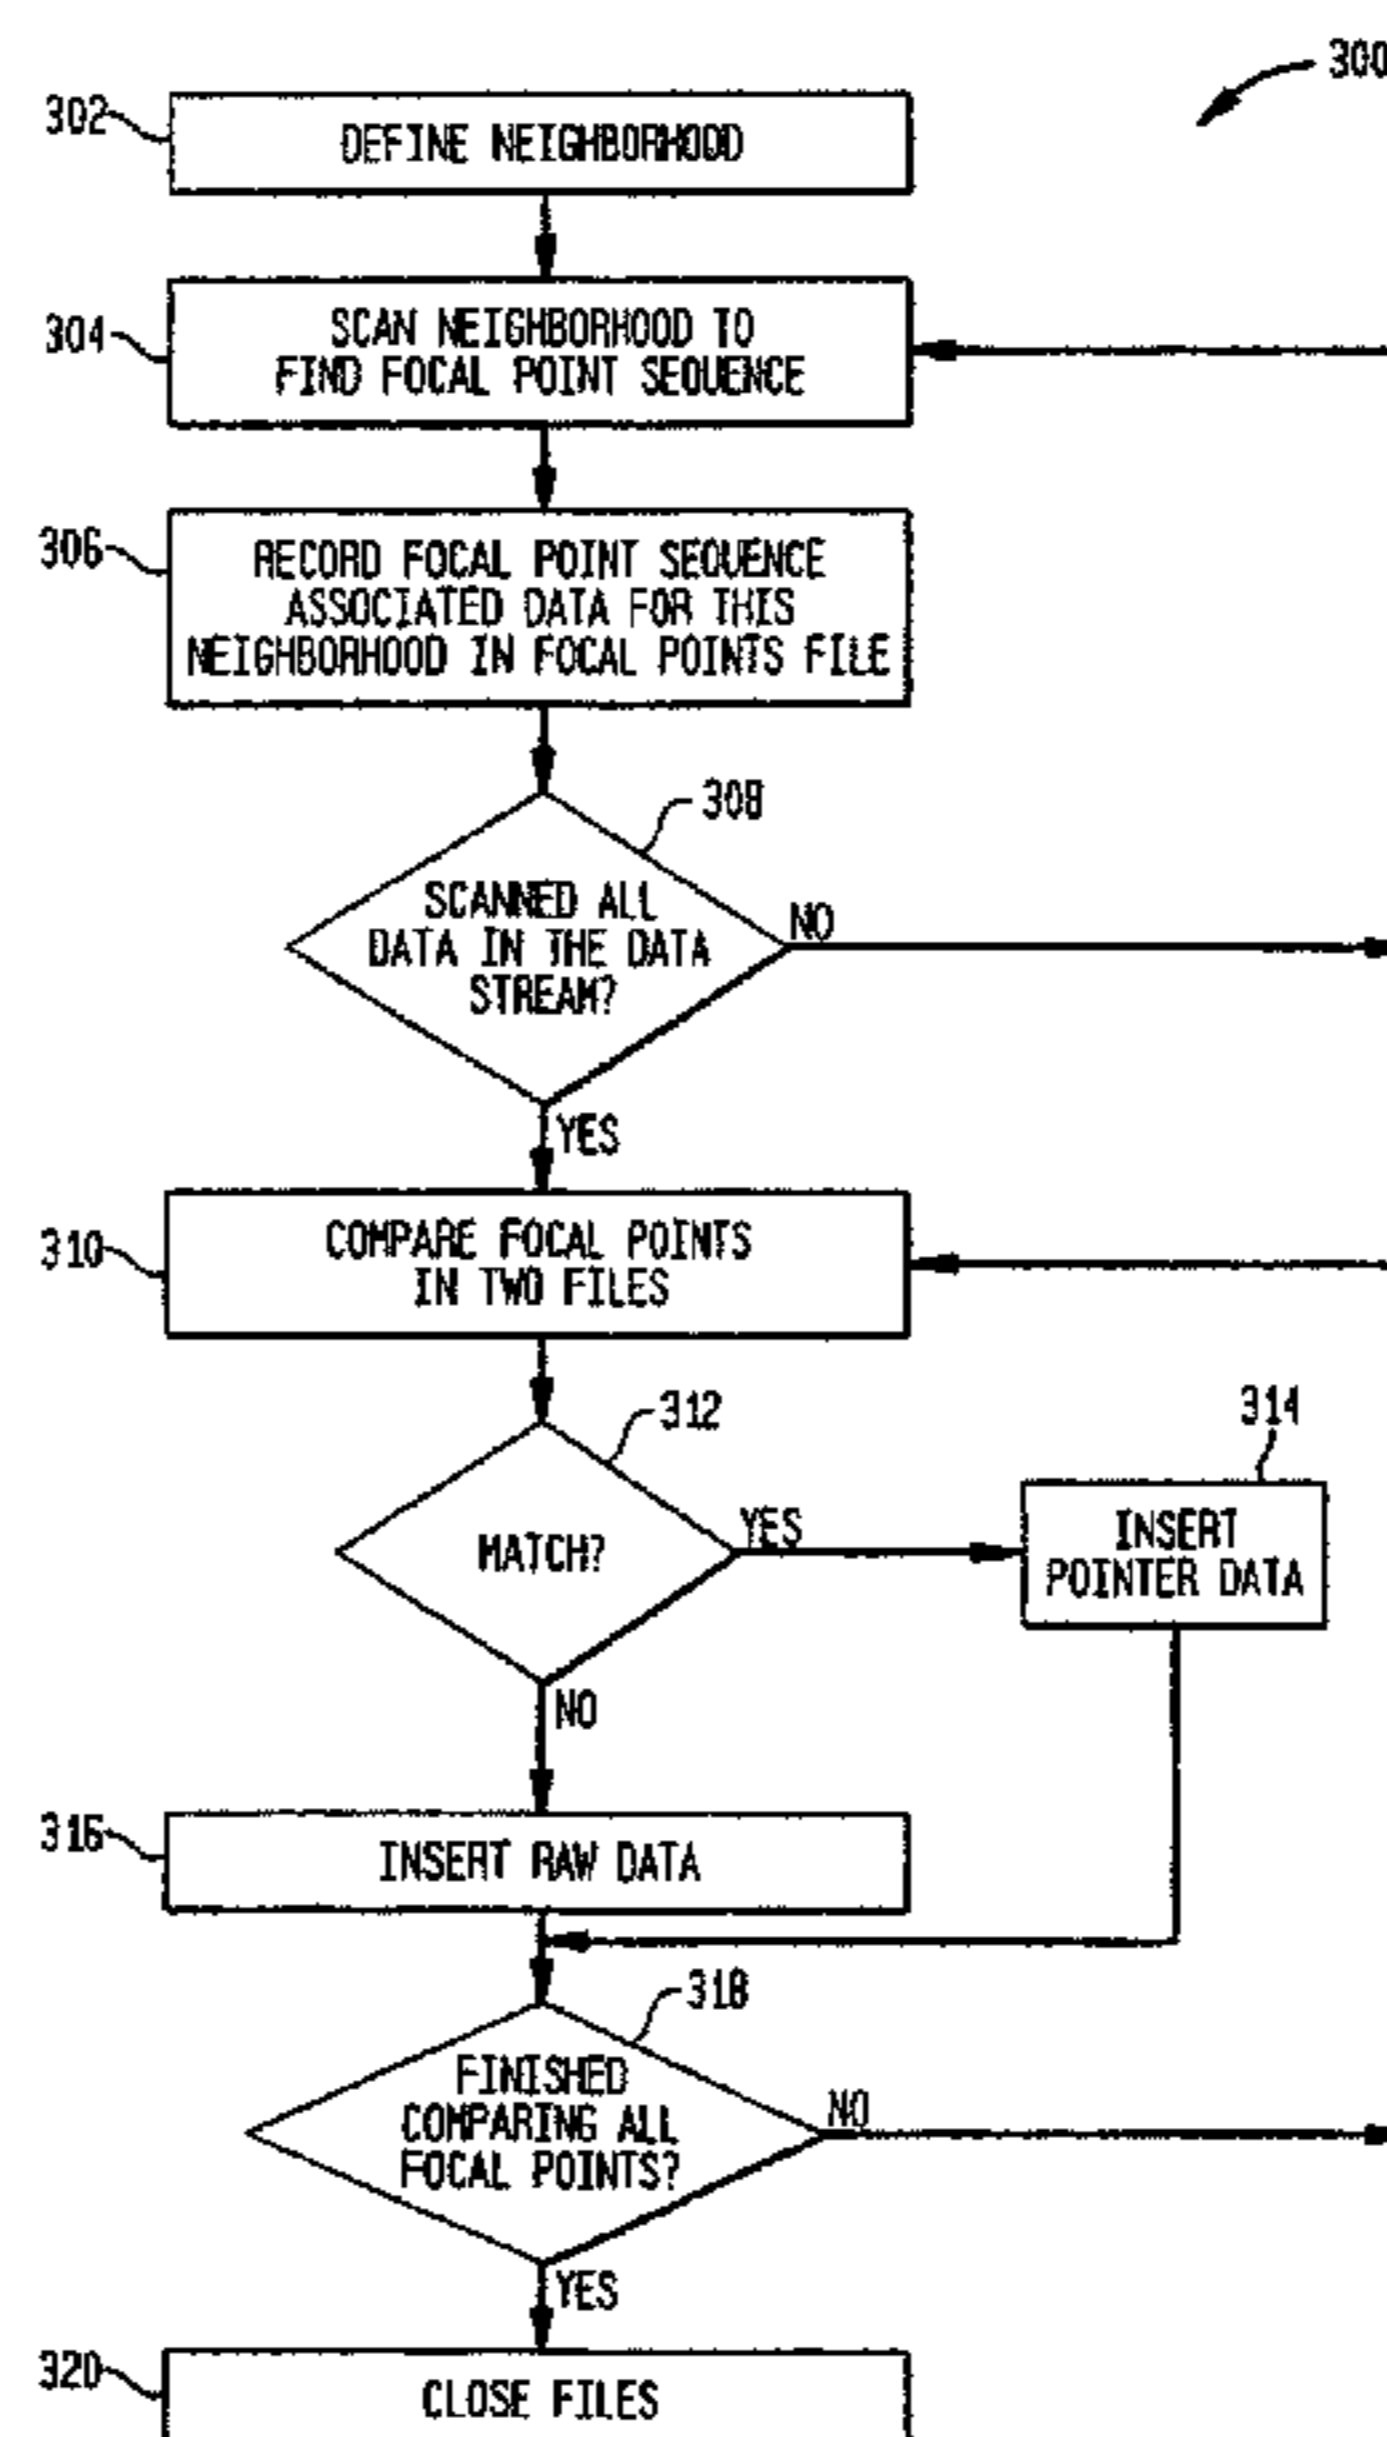 300
302
DEFINE NEIGHBORHOOD
304
SCAN NEIGHBORHOOD TO
FIND FOCAL POINT SEQUENCE
306
RECORD FOCAL POINT SEQUENCE
ASSOCIATED DATA FOR THIS
NEIGHBORHOOD IN FOCAL POINTS FILE
308
SCANNED ALL
DATA IN THE DATA
STREAM?
NO
YES
310
COMPARE FOCAL POINTS
IN TWO FILES
312
MATCH?
YES
314
INSERT
POINTER DATA
NO
316
INSERT RAW DATA
318
FINISHED
COMPARING ALL
FOCAL POINTS?
NO
YES
320
CLOSE FILES